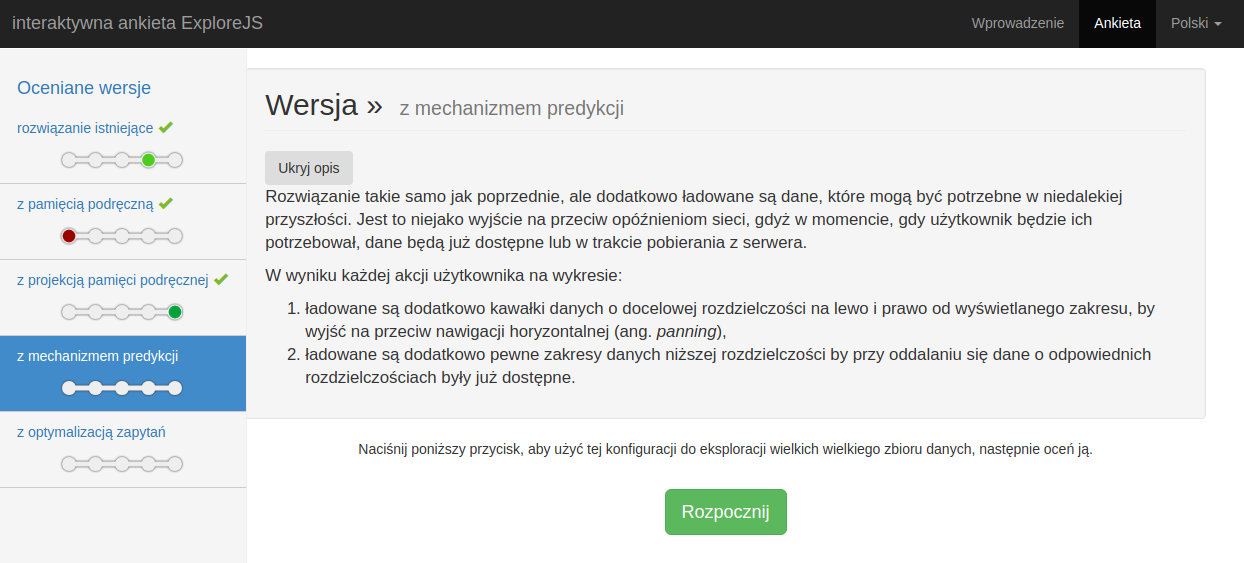 interaktywna ankieta ExploreJS
Wprowadzenie
Ankieta
Polski
Oceniane wersje
rozwiązanie istniejące
z pamięcią podręczną
z projekcją pamięci podręcznej
z mechanizmem predykcji
z optymalizacją zapytań
Wersja » z mechanizmem predykcji
Ukryj opis
Rozwiązanie takie samo jak poprzednie, ale dodatkowo ładowane są dane, które mogą być potrzebne w niedalekiej
przyszłości. Jest to niejako wyjście na przeciw opóźnieniom sieci, gdyż w momencie, gdy użytkownik będzie ich
potrzebował, dane będą już dostępne lub w trakcie pobierania z serwera.
W wyniku każdej akcji użytkownika na wykresie:
1. ładowane są dodatkowo kawałki danych o docelowej rozdzielczości na lewo i prawo od wyświetlanego zakresu, by
wyjść na przeciw nawigacji horyzontalnej (ang. panning),
2. ładowane są dodatkowo pewne zakresy danych niższej rozdzielczości by przy oddalaniu się dane o odpowiednich
rozdzielczościach były już dostępne.
Naciśnij poniższy przycisk, aby użyć tej konfiguracji do eksploracji wielkich wielkiego zbioru danych, następnie oceń ją.
Rozpocznij